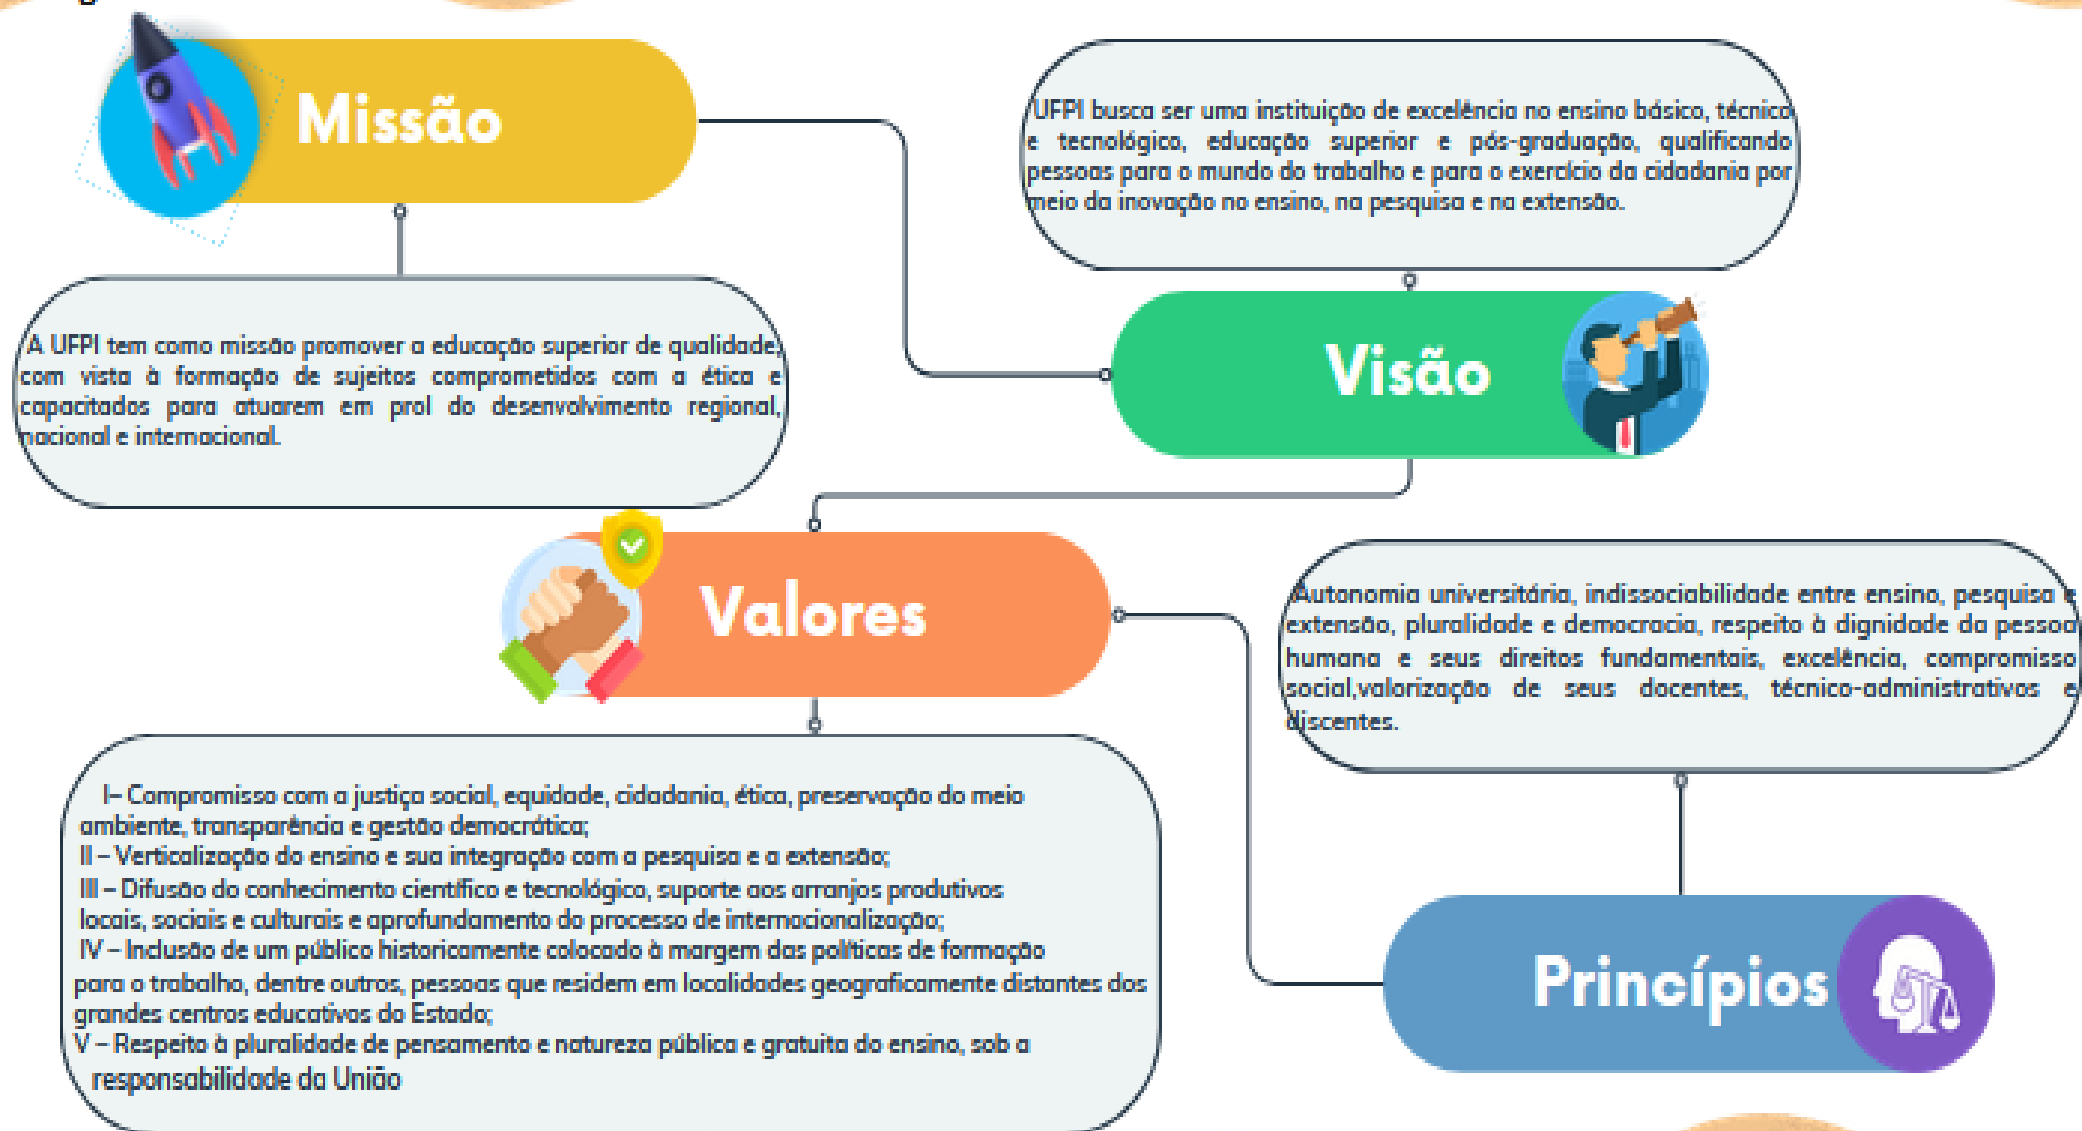 Missão
A UFPI tem como missão promover a educação superior de qualidade,
com vista à formação de sujeitos comprometidos com a ética e
capacitados para atuarem em prol do desenvolvimento regional,
nacional e internacional.
UFPI busca ser uma instituição de excelência no ensino básico, técnico
e tecnológico, educação superior e pós-graduação, qualificando
pessoas para o mundo do trabalho e para o exercício da cidadania por
meio da inovação no ensino, na pesquisa e na extensão.
Visão
Valores
I– Compromisso com a justiça social, equidade, cidadania, ética, preservação do meio
ambiente, transparência e gestão democrática;
II – Verticalização do ensino e sua integração com a pesquisa e a extensão;
III – Difusão do conhecimento científico e tecnológico, suporte aos arranjos produtivos
locais, sociais e culturais e aprofundamento do processo de internacionalização;
IV – Inclusão de um público historicamente colocado à margem das políticas de formação
para o trabalho, dentre outros, pessoas que residem em localidades geograficamente distantes dos
grandes centros educativos do Estado;
V – Respeito à pluralidade de pensamento e natureza pública e gratuita do ensino, sob a
responsabilidade da União
Autonomia universitária, indissociabilidade entre ensino, pesquisa e
extensão, pluralidade e democracia, respeito à dignidade da pessoa
humana e seus direitos fundamentais, excelência, compromisso
social,valorização de seus docentes, técnico-administrativos e
discentes.
Princípios